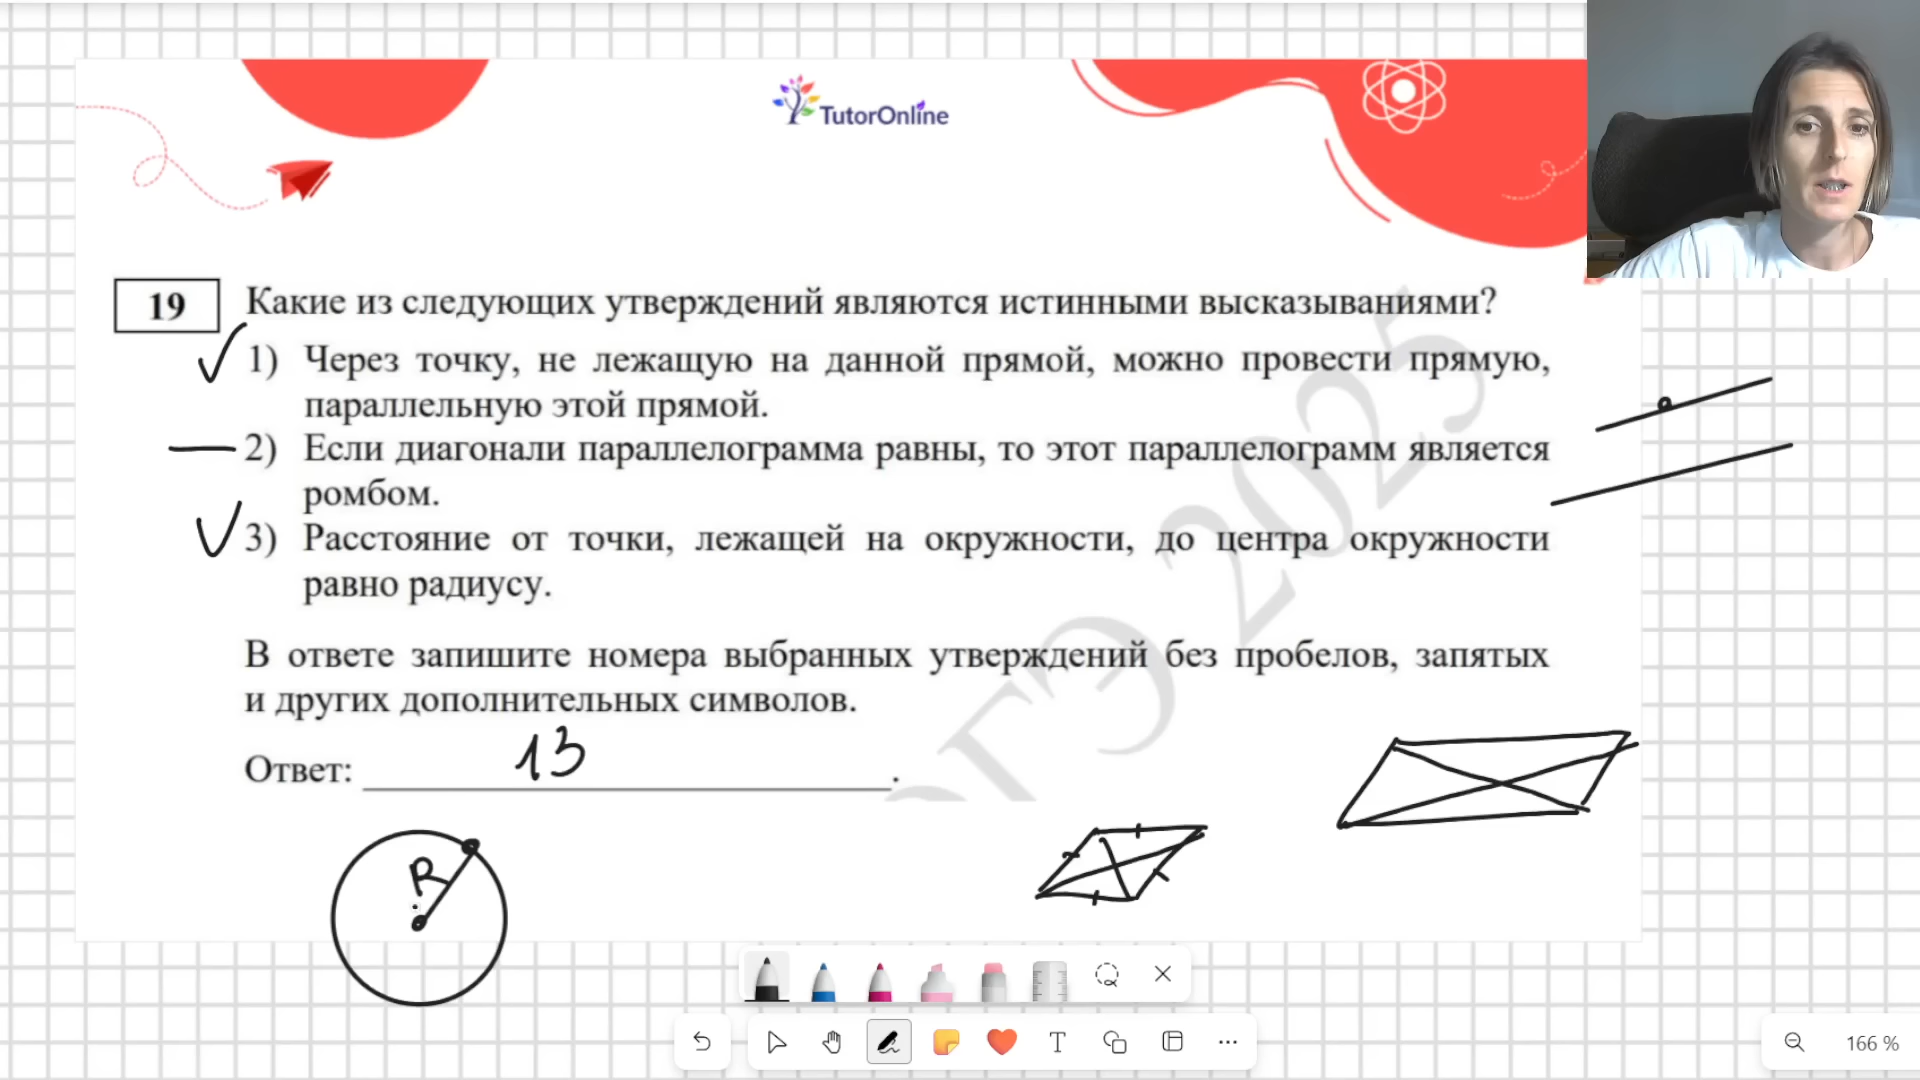 TutorOnline
19 Какие из следующих утверждений являются истинными высказываниями?
1) Через точку, не лежащую на данной прямой, можно провести прямую,
параллельную этой прямой.
2) Если диагонали параллелограмма равны, то этот параллелограмм является
ромбом.
3) Расстояние от точки, лежащей на окружности, до центра окружности
равно радиусу.
В ответе запишите номера выбранных утверждений без пробелов, запятых
и других дополнительных символов.
Ответ: 13.
R
ОГЭ 2025
166 %